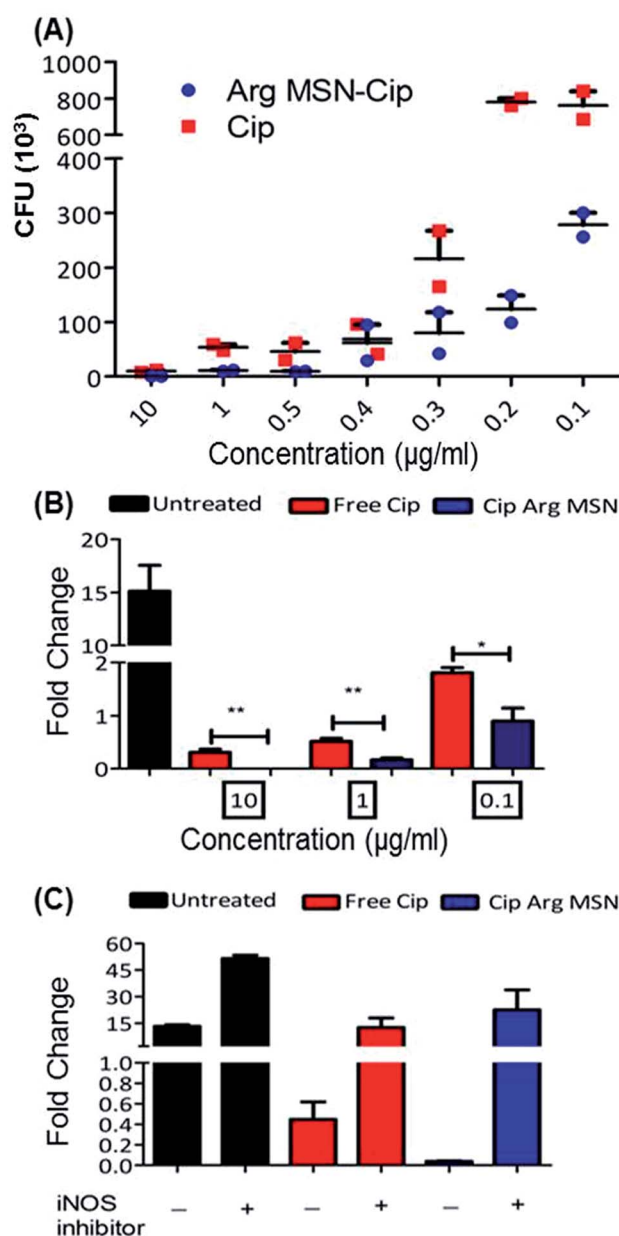 (A)
1000
800
600
400
300
200
100
0
CFU (10³)
Arg MSN-Cip
Cip
10 1 0.5 0.4 0.3 0.2 0.1
Concentration (µg/ml)
(B)
Untreated Free Cip Cip Arg MSN
20
15
10
2
1
0
Fold Change
** ** *
10 1 0.1
Concentration (µg/ml)
(C)
Untreated Free Cip Cip Arg MSN
60
45
30
15
1.0
0.8
0.6
0.4
0.2
0.0
Fold Change
iNOS – + – + – +
inhibitor